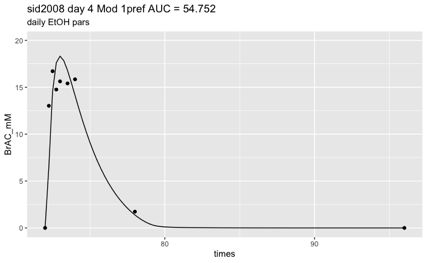 sid2008 day 4 Mod 1pref AUC = 54.752
daily EtOH pars
20
15
10
5
0
BrAC_mM
80
90
times